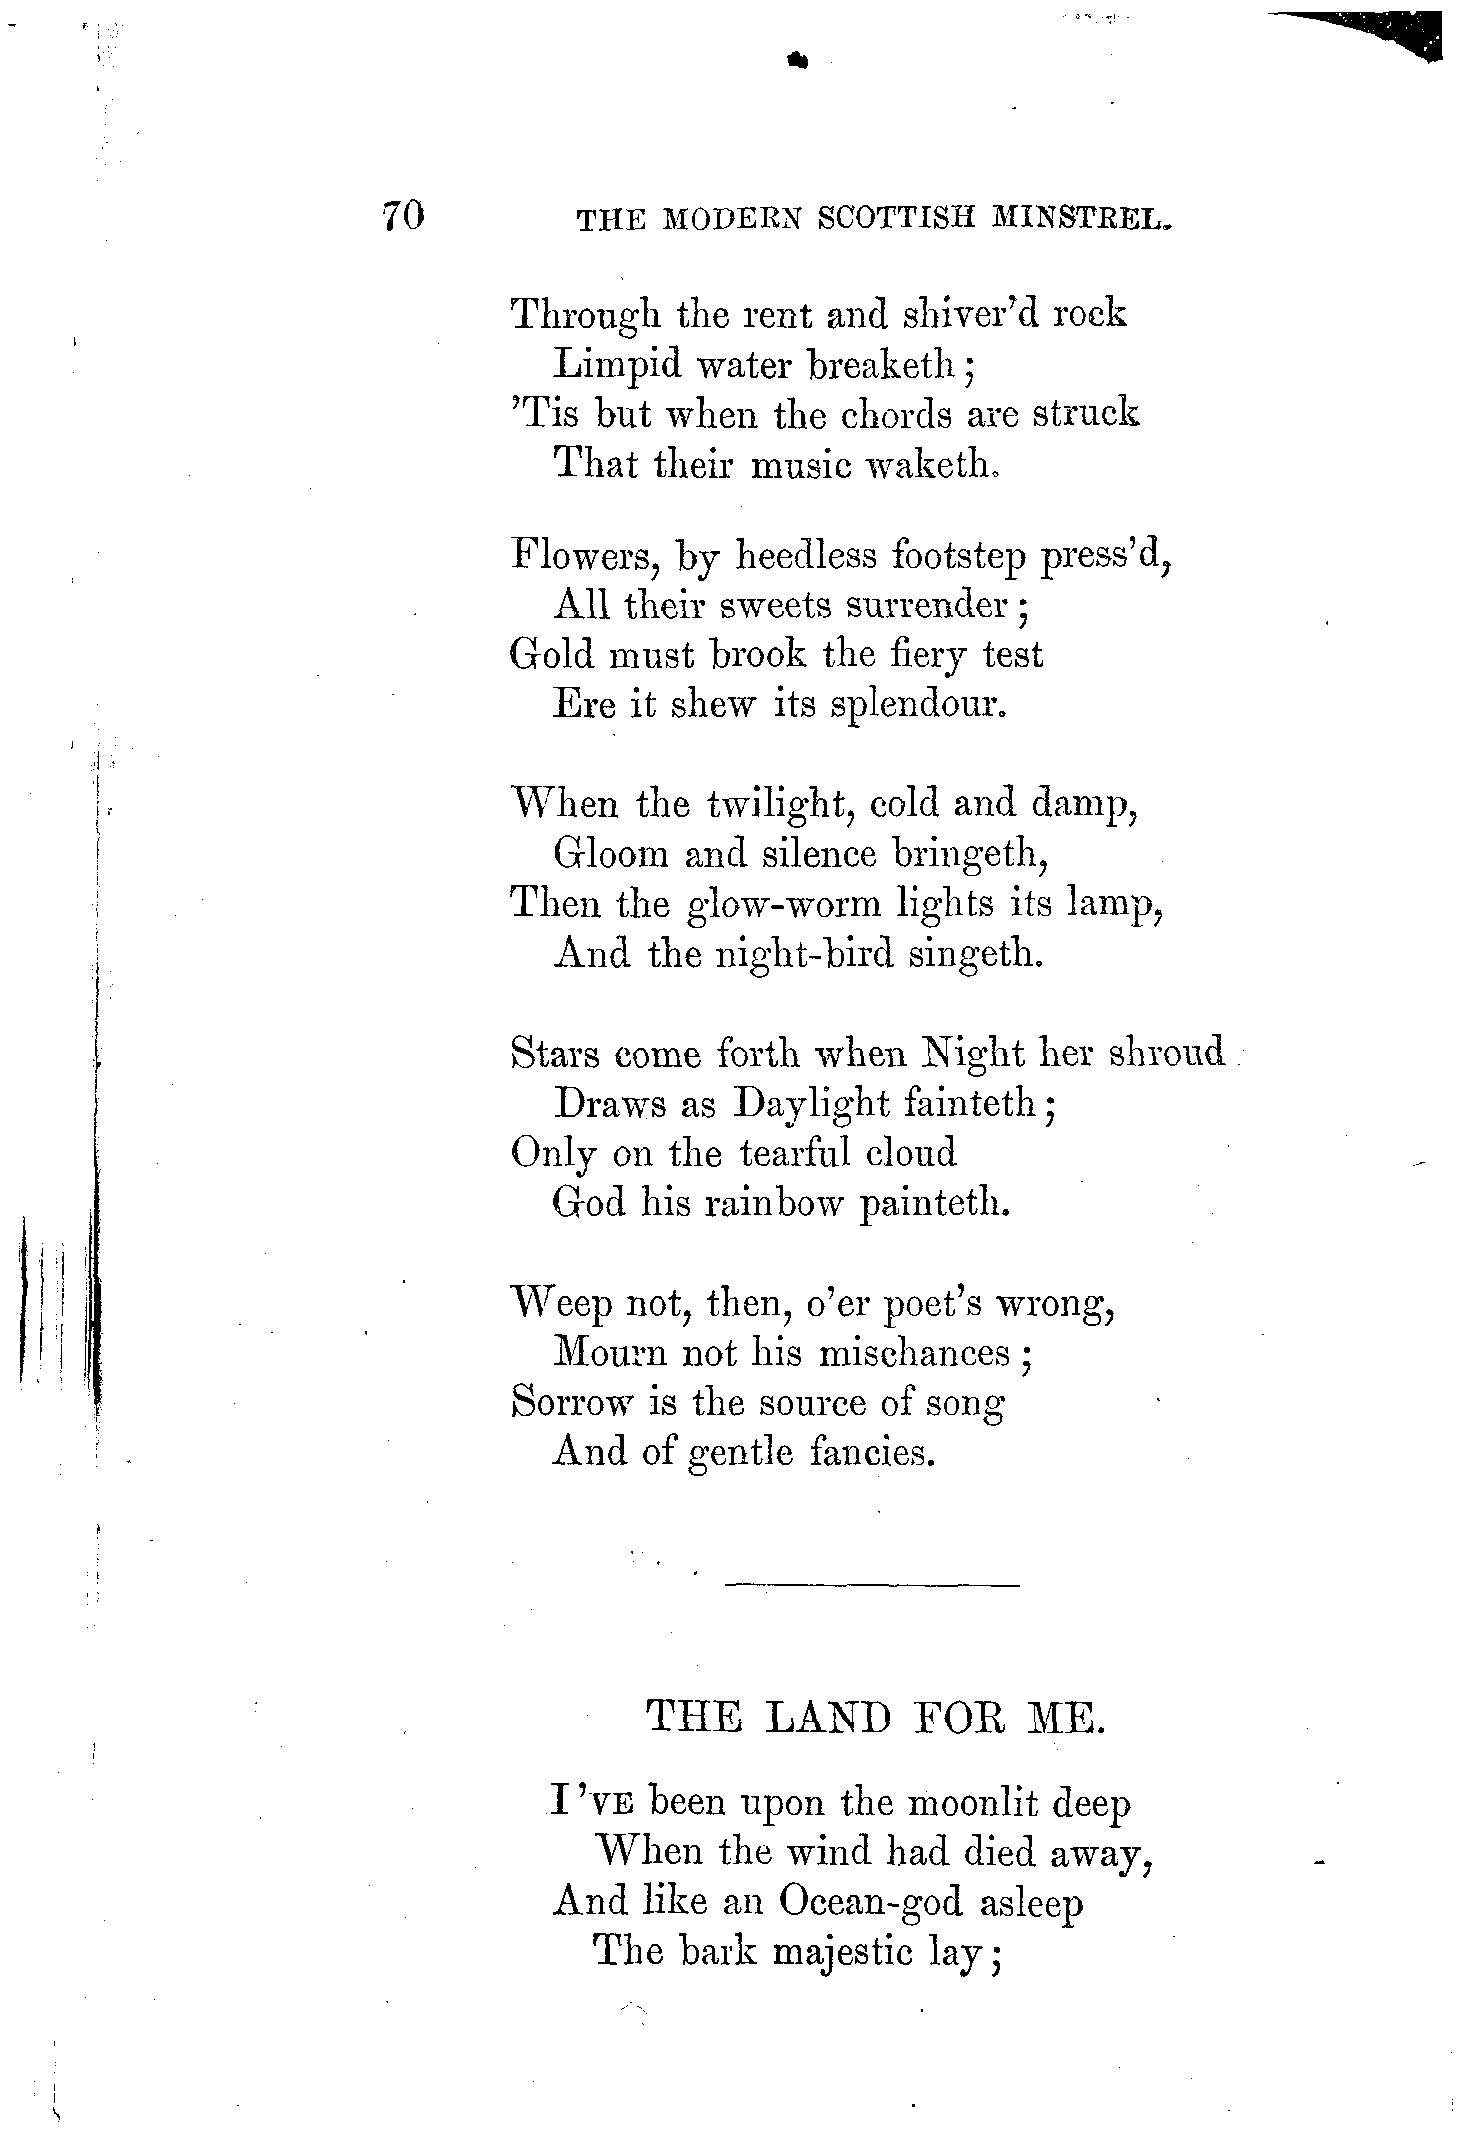 70 THE MODERN SCOTTISH MINSTREL.
Through the rent and shiver'd rock
Limpid water breaketh ;
'Tis but when the chords are struck
That their music waketh.
Flowers, by heedless footstep press'd,
All their sweets surrender ;
Gold must brook the fiery test
Ere it shew its splendour.
When the twilight, cold and damp,
Gloom and silence bringeth,
Then the glow-worm lights its lamp,
And the night-bird singeth.
Stars come forth when Night her shroud
Draws as Daylight fainteth ;
Only on the tearful cloud
God his rainbow painteth.
Weep not, then, o'er poet's wrong,
Mourn not his mischances ;
Sorrow is the source of song
And of gentle fancies.
THE LAND FOR ME.
I 'VE been upon the moonlit deep
When the wind had died away,
And like an Ocean-god asleep
The bark majestic lay ;